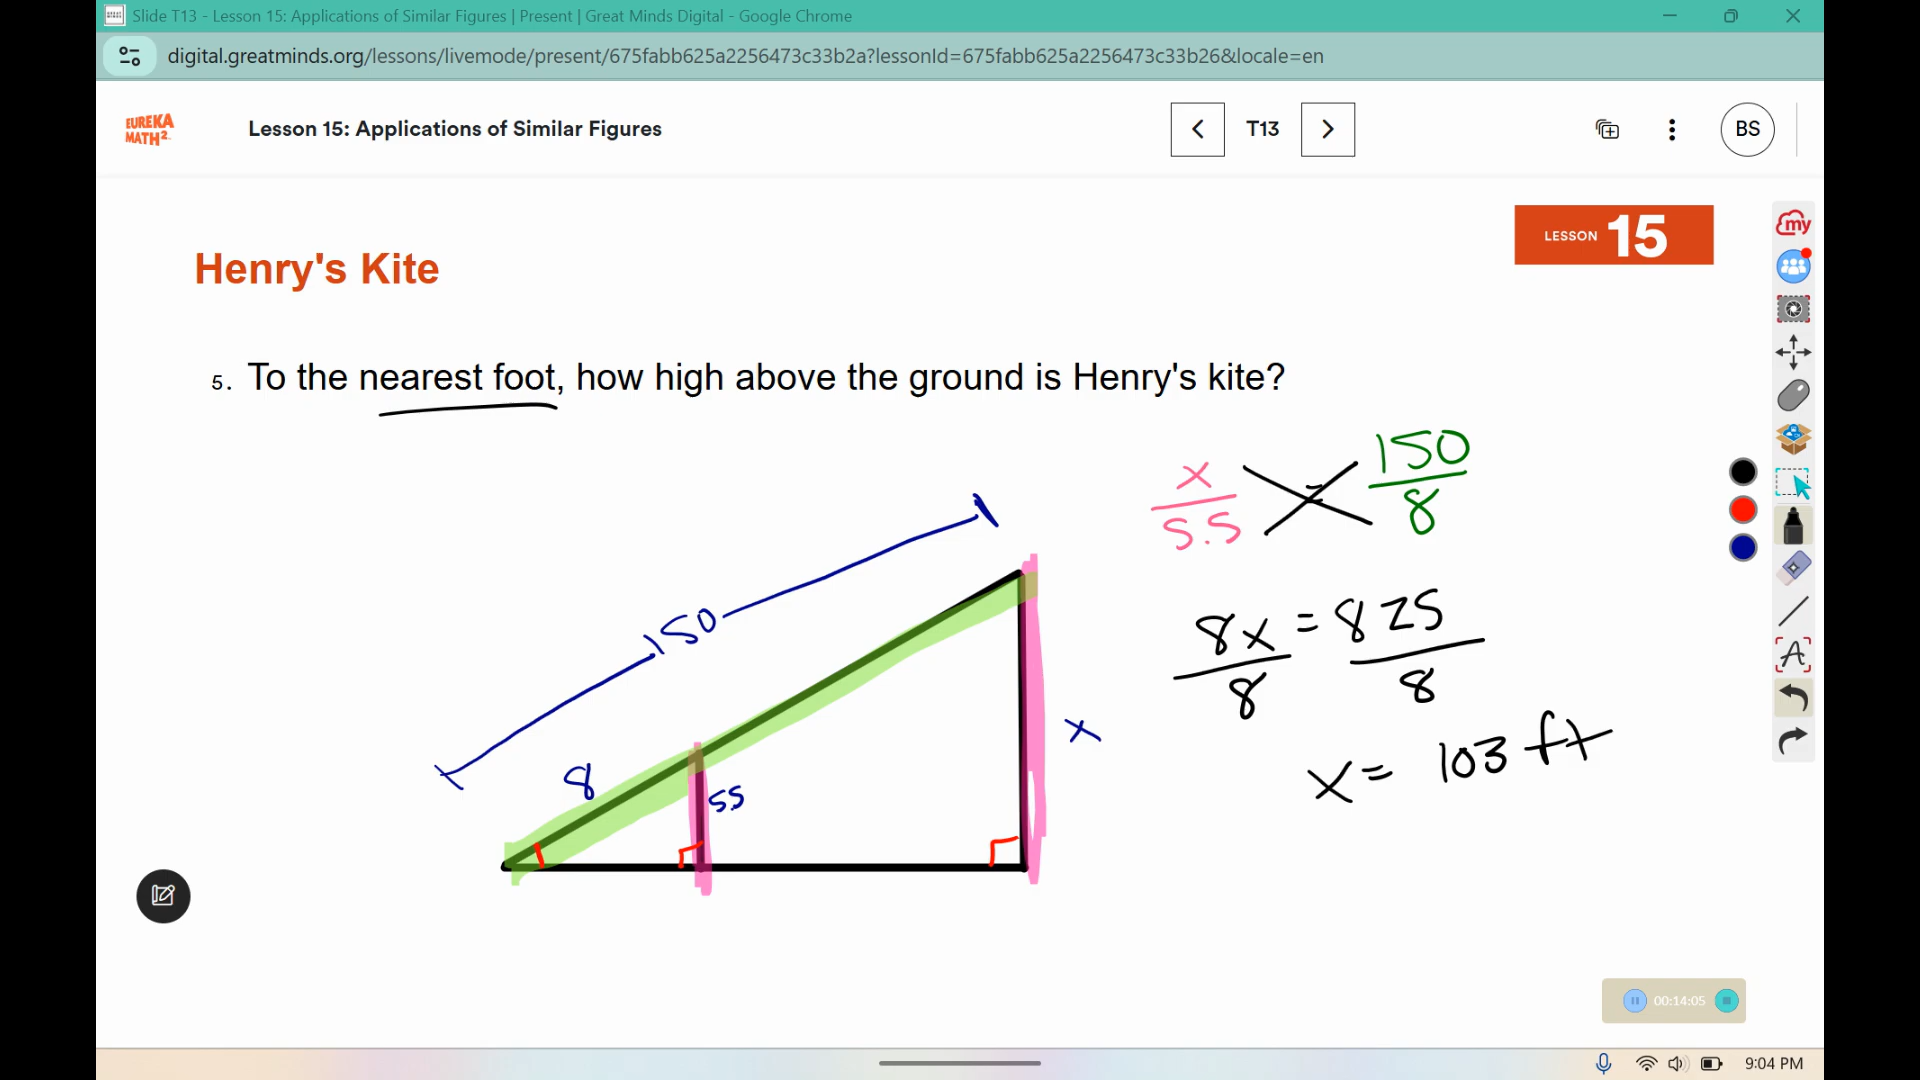 Slide T13 - Lesson 15: Applications of Similar Figures | Present | Great Minds Digital - Google Chrome
digital.greatminds.org/lessons/livemode/present/675fabb625a2256473c33b2a?lessonId=675fabb625a2256473c33b26&locale=en
EUREKA
MATH²
Lesson 15: Applications of Similar Figures
T13
BS
LESSON 15
my
Henry's Kite
5. To the nearest foot, how high above the ground is Henry's kite?
x/5.5 = 150/8
8x/8 = 825/8
x = 103 ft
150
8
5.5
x
A
00:14:05
9:04 PM